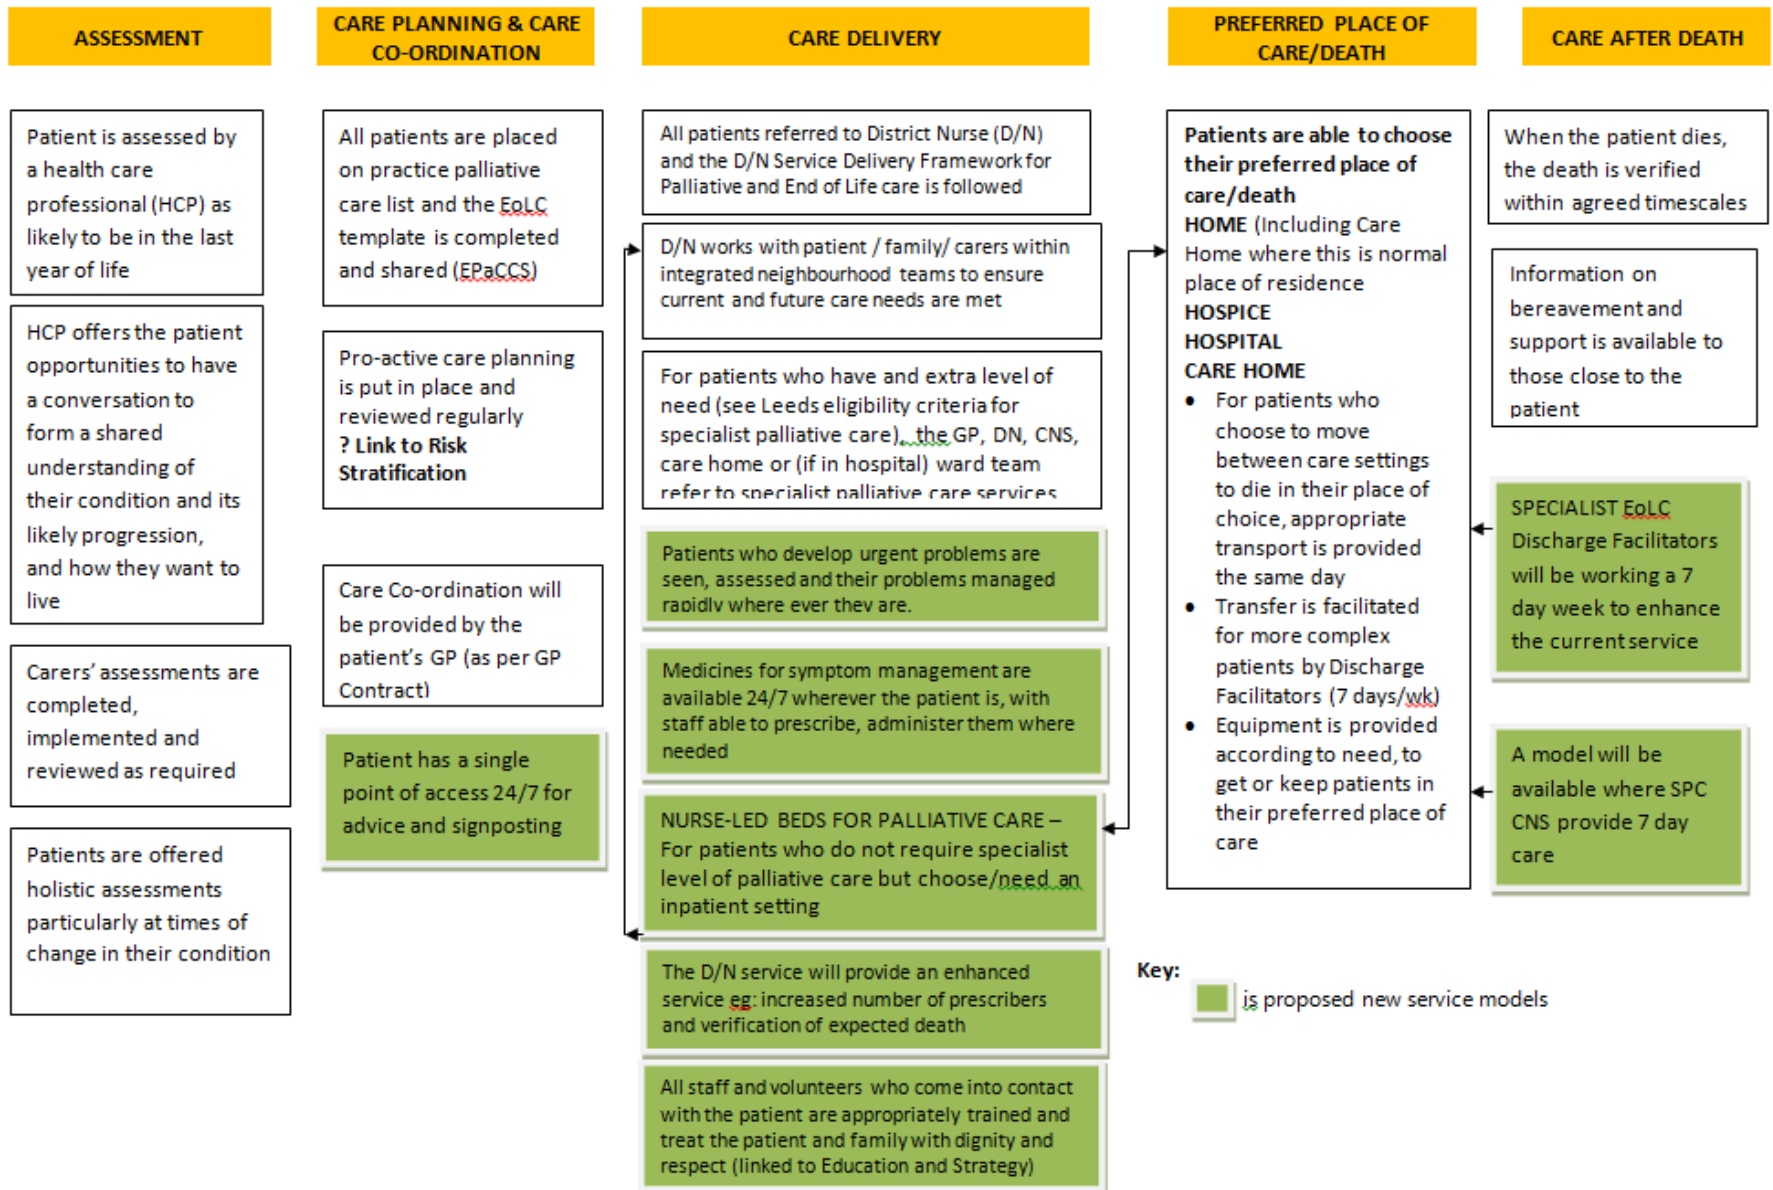 ASSESSMENT
Patient is assessed by
a health care
professional (HCP) as
likely to be in the last
year of life
HCP offers the patient
opportunities to have
a conversation to
form a shared
understanding of
their condition and its
likely progression,
and how they want to
live
Carers’ assessments are
completed,
implemented and
reviewed as required
Patients are offered
holistic assessments
particularly at times of
change in their condition
CARE PLANNING & CARE
CO-ORDINATION
All patients are placed
on practice palliative
care list and the EoLC
template is completed
and shared (EPaCCS)
Pro-active care planning
is put in place and
reviewed regularly
? Link to Risk
Stratification
Care Co-ordination will
be provided by the
patient’s GP (as per GP
Contract)
Patient has a single
point of access 24/7 for
advice and signposting
CARE DELIVERY
All patients referred to District Nurse (D/N)
and the D/N Service Delivery Framework for
Palliative and End of Life care is followed
D/N works with patient / family/ carers within
integrated neighbourhood teams to ensure
current and future care needs are met
For patients who have and extra level of
need (see Leeds eligibility criteria for
specialist palliative care), the GP, DN, CNS,
care home or (if in hospital) ward team
refer to specialist palliative care services
Patients who develop urgent problems are
seen, assessed and their problems managed
rapidly where ever they are.
Medicines for symptom management are
available 24/7 wherever the patient is, with
staff able to prescribe, administer them where
needed
NURSE-LED BEDS FOR PALLIATIVE CARE –
For patients who do not require specialist
level of palliative care but choose/need an
inpatient setting
The D/N service will provide an enhanced
service eg: increased number of prescribers
and verification of expected death
All staff and volunteers who come into contact
with the patient are appropriately trained and
treat the patient and family with dignity and
respect (linked to Education and Strategy)
PREFERRED PLACE OF
CARE/DEATH
Patients are able to choose
their preferred place of
care/death
HOME (Including Care
Home where this is normal
place of residence
HOSPICE
HOSPITAL
CARE HOME
• For patients who
choose to move
between care settings
to die in their place of
choice, appropriate
transport is provided
the same day
• Transfer is facilitated
for more complex
patients by Discharge
Facilitators (7 days/wk)
• Equipment is provided
according to need, to
get or keep patients in
their preferred place of
care
CARE AFTER DEATH
When the patient dies,
the death is verified
within agreed timescales
Information on
bereavement and
support is available to
those close to the
patient
SPECIALIST EoLC
Discharge Facilitators
will be working a 7
day week to enhance
the current service
A model will be
available where SPC
CNS provide 7 day
care
Key:
is proposed new service models